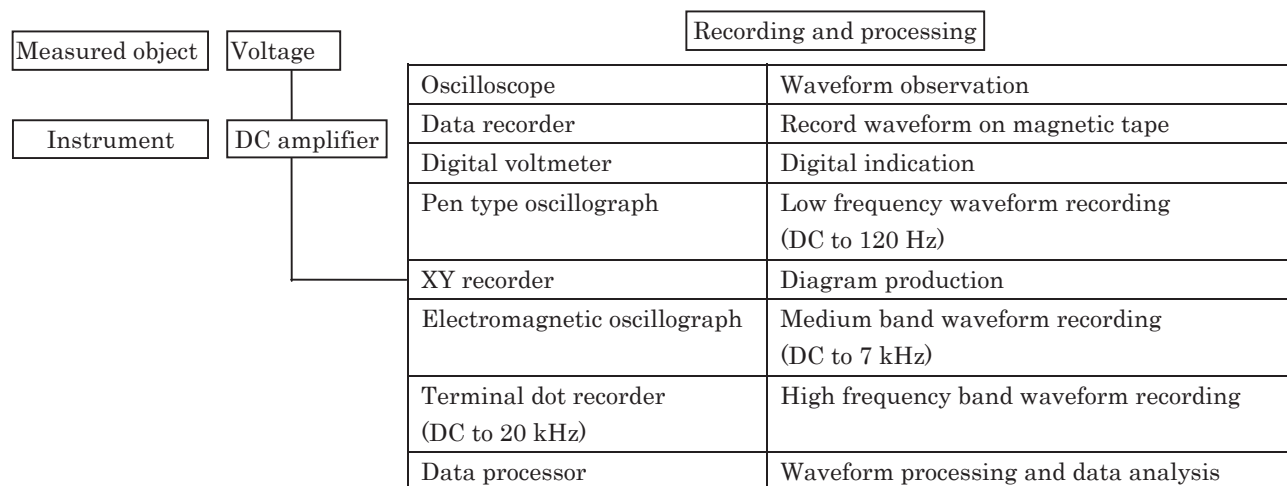 Recording and processing
Measured object Voltage
Oscilloscope Waveform observation
Data recorder Record waveform on magnetic tape
Instrument DC amplifier
Digital voltmeter Digital indication
Pen type oscillograph Low frequency waveform recording
(DC to 120 Hz)
XY recorder Diagram production
Electromagnetic oscillograph Medium band waveform recording
(DC to 7 kHz)
Terminal dot recorder High frequency band waveform recording
(DC to 20 kHz)
Data processor Waveform processing and data analysis